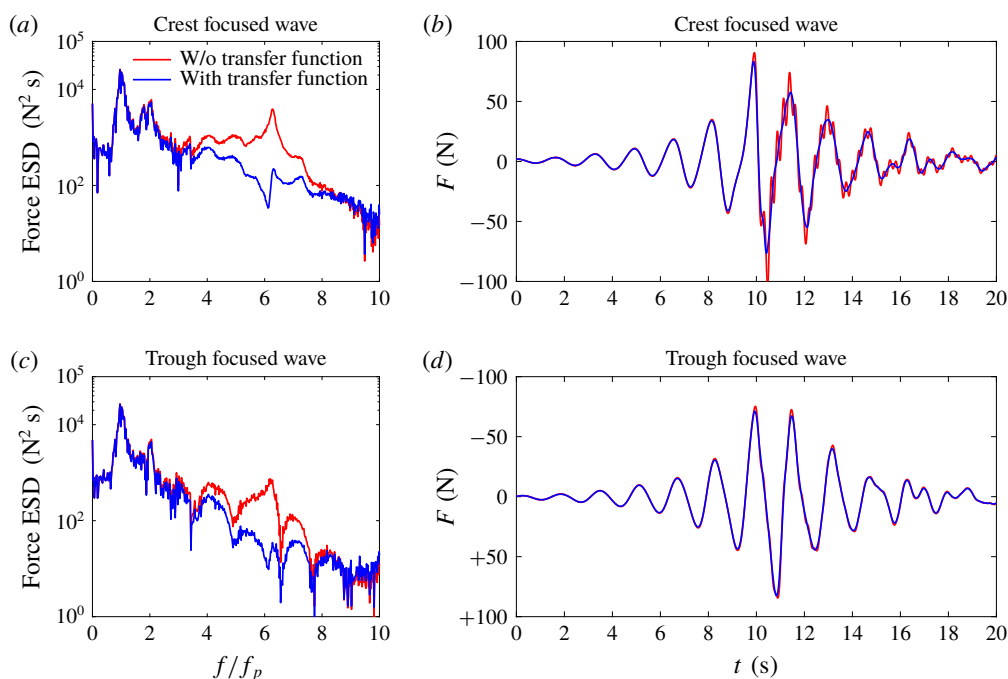 (a) Crest focused wave
10^5
10^4
10^2
10^0
Force ESD (N^2 s)
W/o transfer function
With transfer function
0 2 4 6 8 10
(b) Crest focused wave
100
50
0
−50
−100
F (N)
0 2 4 6 8 10 12 14 16 18 20
(c) Trough focused wave
10^5
10^4
10^2
10^0
Force ESD (N^2 s)
0 2 4 6 8 10
f/f_p
(d) Trough focused wave
−100
−50
0
+50
+100
F (N)
0 2 4 6 8 10 12 14 16 18 20
t (s)